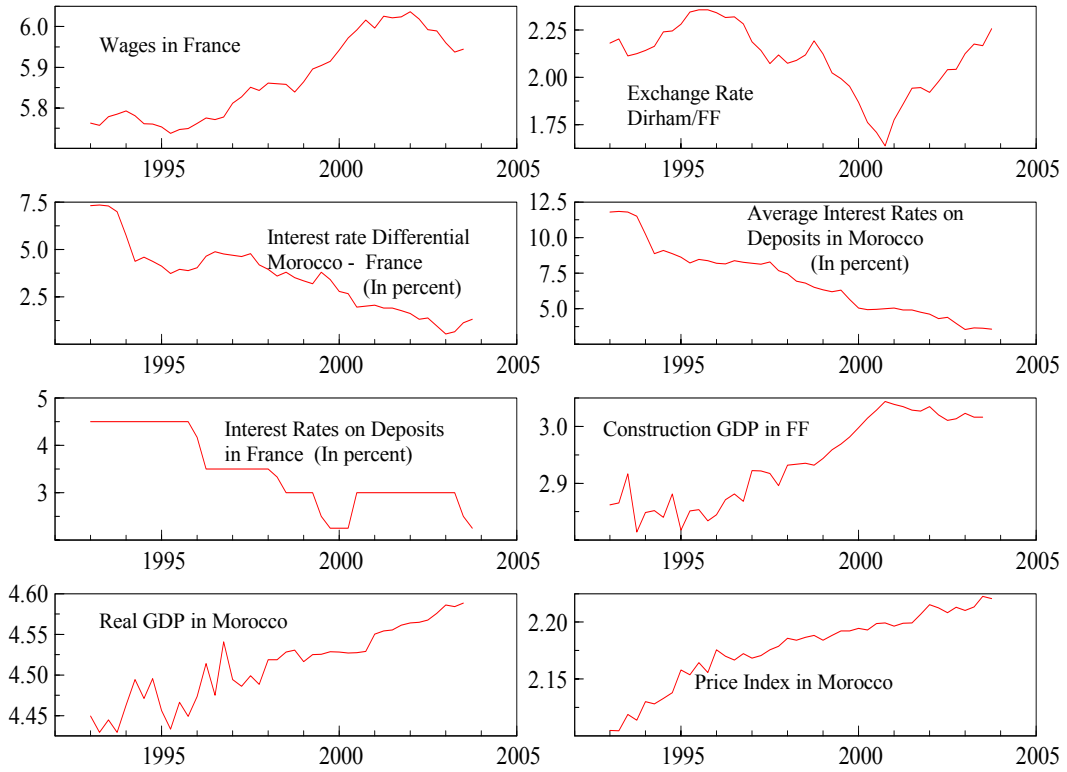 6.0
5.9
5.8
Wages in France
1995 2000 2005
2.25
2.00
1.75
Exchange Rate
Dirham/FF
1995 2000 2005
7.5
5.0
2.5
Interest rate Differential
Morocco - France
(In percent)
1995 2000 2005
12.5
10.0
7.5
5.0
Average Interest Rates on
Deposits in Morocco
(In percent)
1995 2000 2005
5
4
3
Interest Rates on Deposits
in France (In percent)
1995 2000 2005
3.0
2.9
Construction GDP in FF
1995 2000 2005
4.60
4.55
4.50
4.45
Real GDP in Morocco
1995 2000 2005
2.20
2.15
Price Index in Morocco
1995 2000 2005